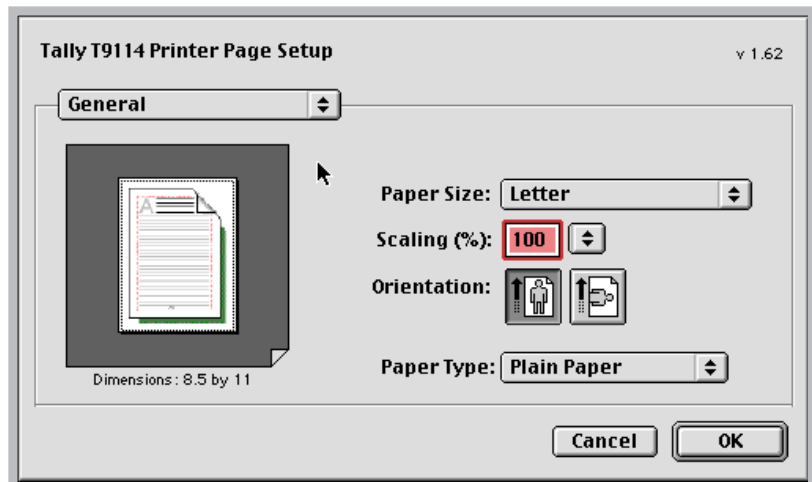 Tally T9114 Printer Page Setup
v 1.62
General
A
Paper Size: Letter
Scaling (%): 100
Orientation:
Paper Type: Plain Paper
Dimensions: 8.5 by 11
Cancel
OK